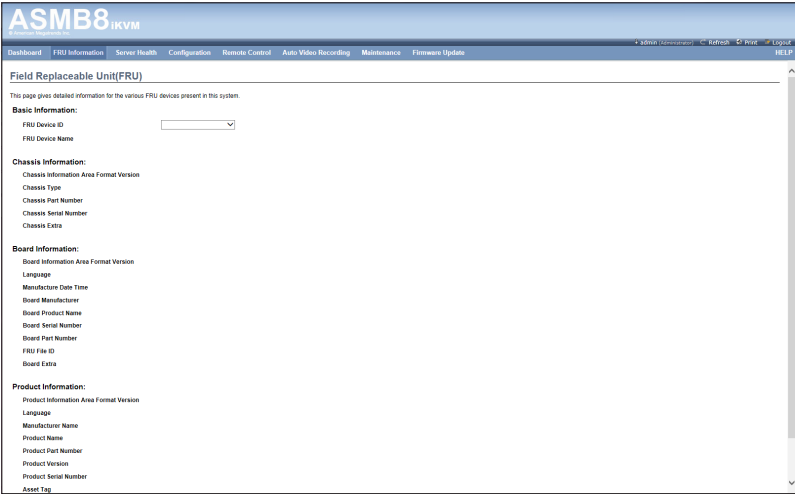 ASMB8 iKVM
© American Megatrends Inc.
• admin (Administrator) Refresh Print Logout
Dashboard FRU Information Server Health Configuration Remote Control Auto Video Recording Maintenance Firmware Update HELP
Field Replaceable Unit(FRU)
This page gives detailed information for the various FRU devices present in this system.
Basic Information:
FRU Device ID
FRU Device Name
Chassis Information:
Chassis Information Area Format Version
Chassis Type
Chassis Part Number
Chassis Serial Number
Chassis Extra
Board Information:
Board Information Area Format Version
Language
Manufacture Date Time
Board Manufacturer
Board Product Name
Board Serial Number
Board Part Number
FRU File ID
Board Extra
Product Information:
Product Information Area Format Version
Language
Manufacturer Name
Product Name
Product Part Number
Product Version
Product Serial Number
Asset Tag